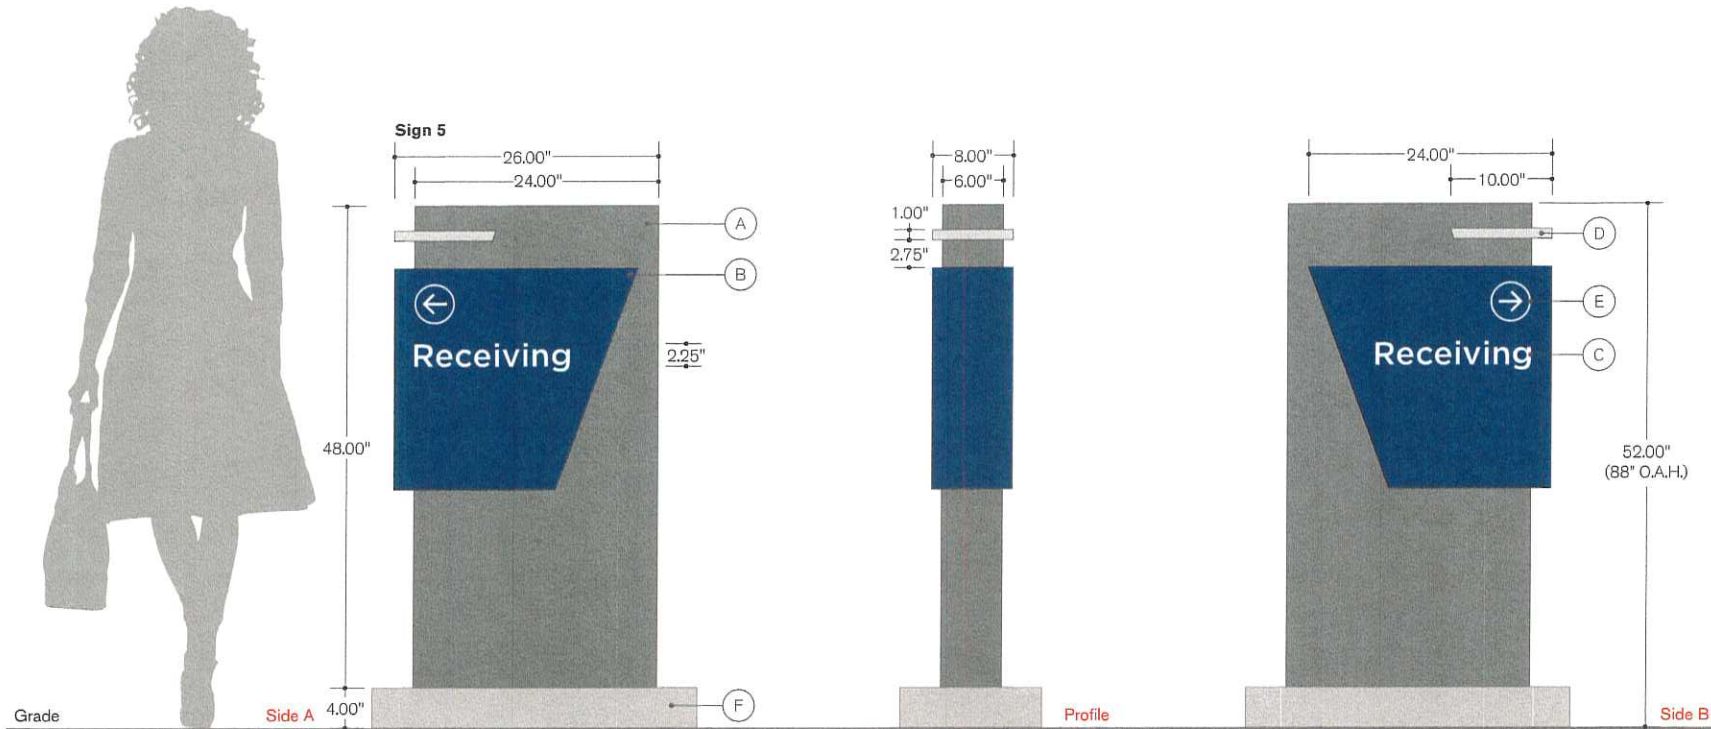 Sign 5
26.00"
24.00"
A
B
←
Receiving
2.25"
48.00"
4.00"
F
Grade
Side A
8.00"
6.00"
1.00"
2.75"
Profile
24.00"
10.00"
D
→
E
Receiving
C
52.00"
(88" O.A.H.)
Side B